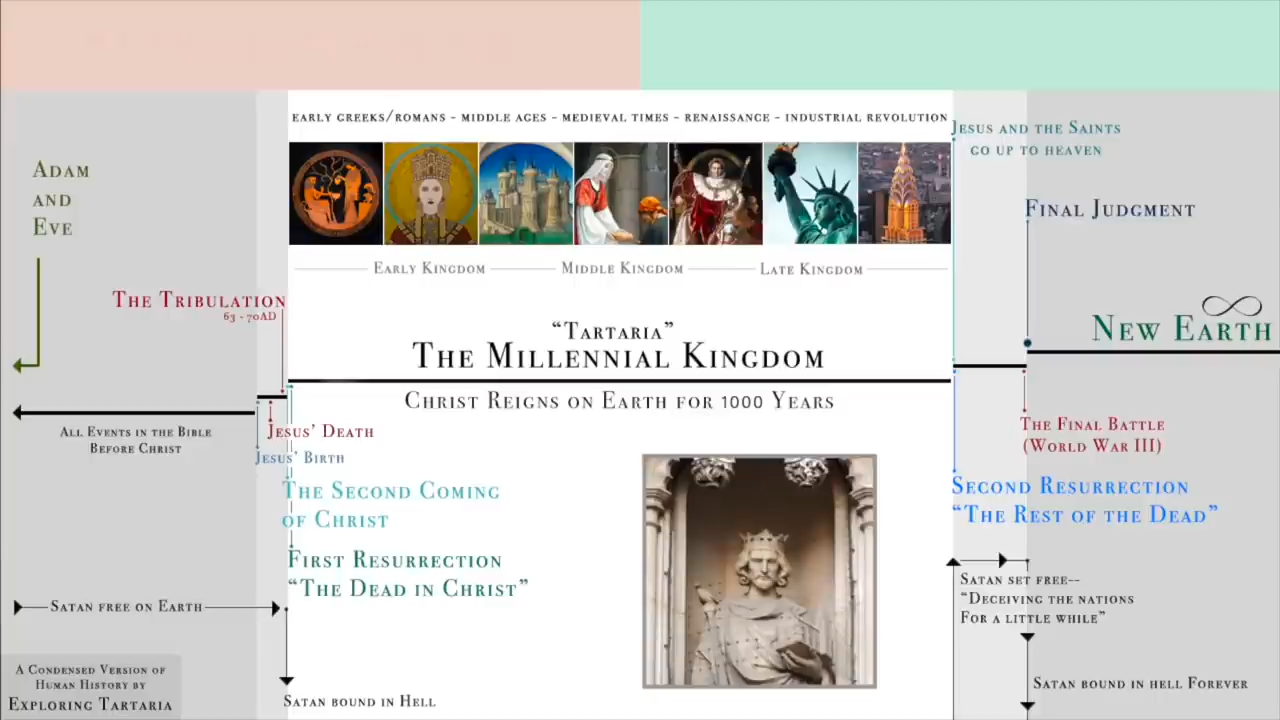 EARLY GREEKS/ROMANS - MIDDLE AGES - MEDIEVAL TIMES - RENAISSANCE - INDUSTRIAL REVOLUTION
JESUS AND THE SAINTS
GO UP TO HEAVEN
ADAM
AND
EVE
FINAL JUDGMENT
EARLY KINGDOM
MIDDLE KINGDOM
LATE KINGDOM
THE TRIBULATION
63 - 70AD
"TARTARIA"
THE MILLENNIAL KINGDOM
CHRIST REIGNS ON EARTH FOR 1000 YEARS
∞
NEW EARTH
ALL EVENTS IN THE BIBLE
BEFORE CHRIST
JESUS' DEATH
JESUS' BIRTH
THE SECOND COMING
OF CHRIST
FIRST RESURRECTION
"THE DEAD IN CHRIST"
THE FINAL BATTLE
(WORLD WAR III)
SECOND RESURRECTION
"THE REST OF THE DEAD"
SATAN FREE ON EARTH
SATAN SET FREE--
"DECEIVING THE NATIONS
FOR A LITTLE WHILE"
A CONDENSED VERSION OF
HUMAN HISTORY BY
EXPLORING TARTARIA
SATAN BOUND IN HELL
SATAN BOUND IN HELL FOREVER